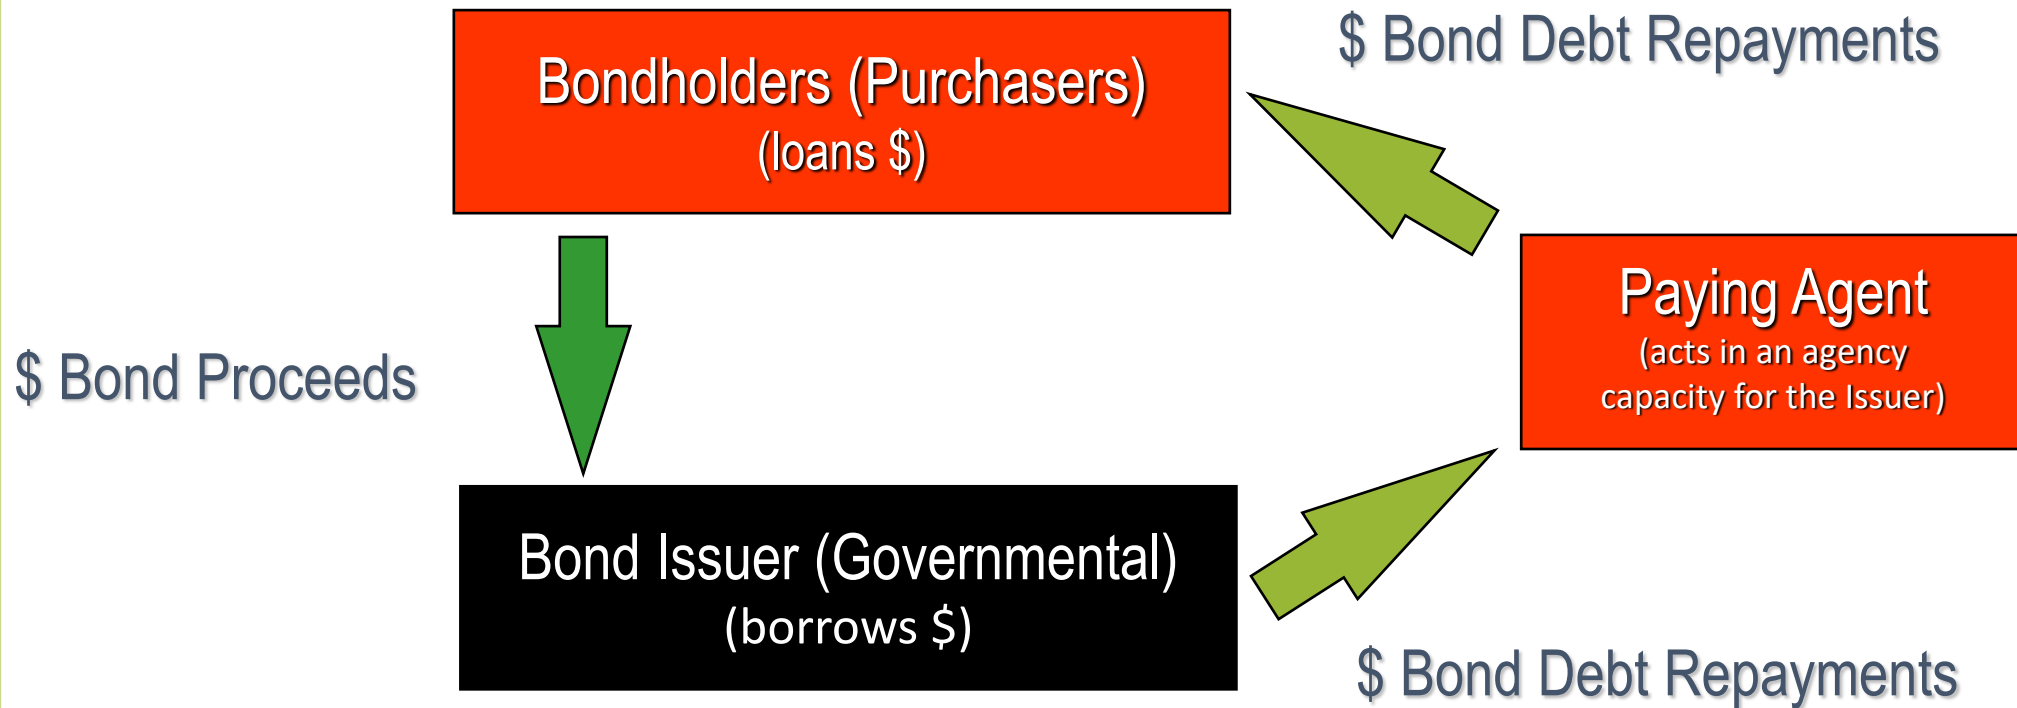 $ Bond Debt Repayments
Bondholders (Purchasers)
(loans $)
Paying Agent
(acts in an agency
capacity for the Issuer)
$ Bond Proceeds
Bond Issuer (Governmental)
(borrows $)
$ Bond Debt Repayments